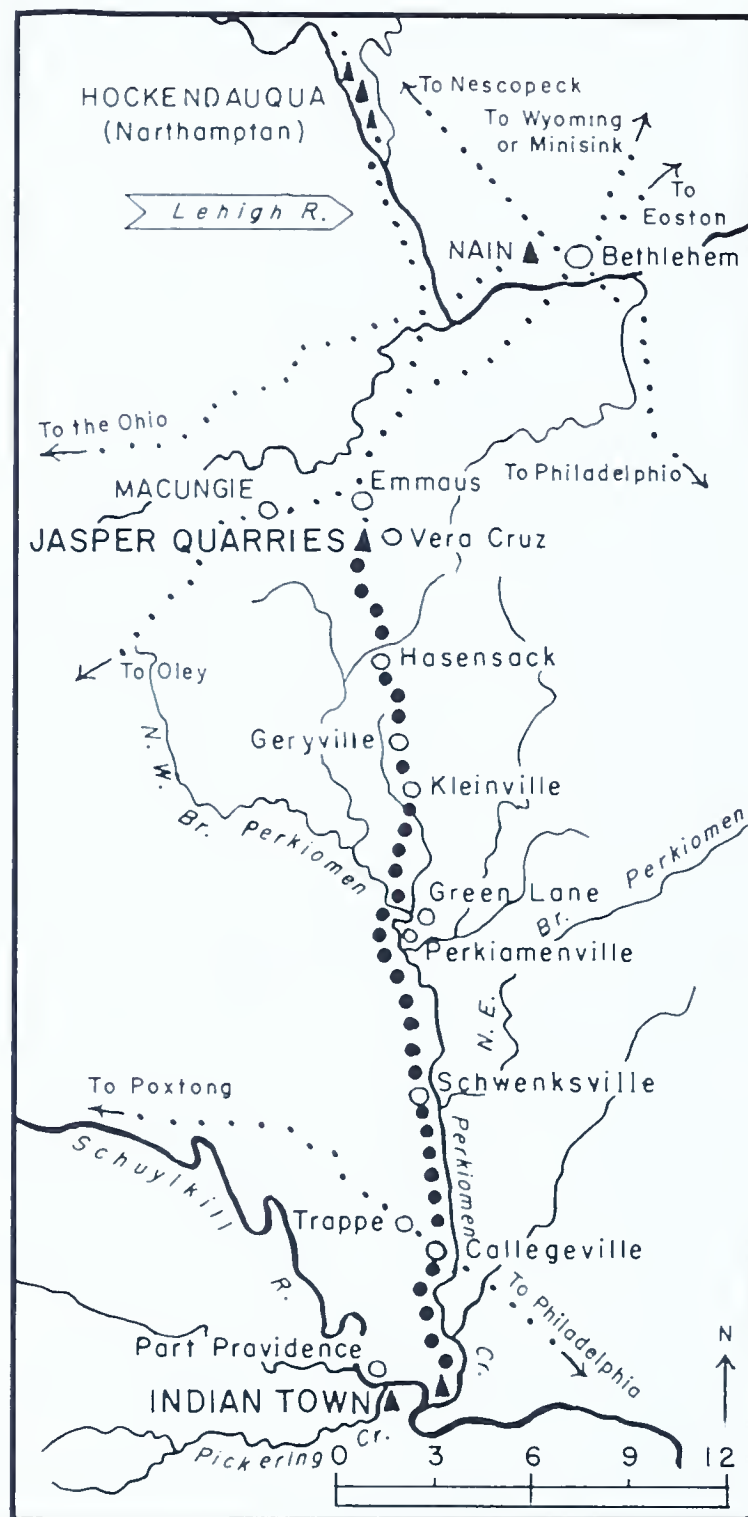 HOCKENDAUQUA
(Narthamptan)
To Nescopeck
To Wyoming
or Minisink
To
Eoston
Lehigh R.
NAIN
Bethlehem
To the Ohio
MACUNGIE
Emmaus
To Philadelphio
JASPER QUARRIES
Vera Cruz
To Oley
Hasensack
Geryville
Kleinville
N. W. Br. Perkiomen
Green Lane
Perkiamenville
N. E. Br. Perkiomen
To Poxtong
Schwenksville
Schuylkill R.
Perkiomen Cr.
Trappe
Callegeville
To Philadelphia
Part Providence
INDIAN TOWN
Pickering Cr.
N
0 3 6 9 12